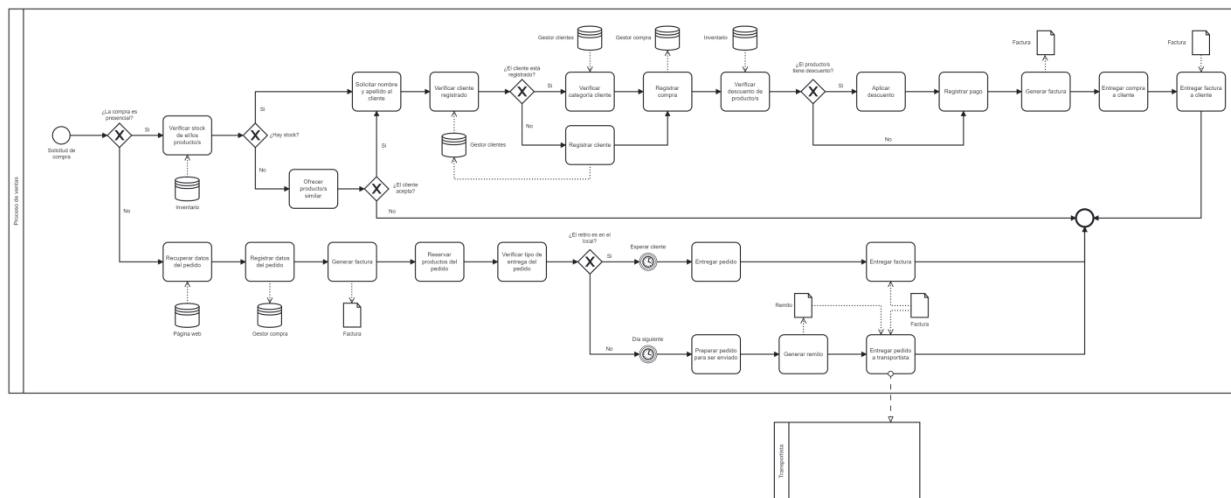 Proceso de ventas
Solicitud de
compra
¿La compra es
presencial?
Si
No
Verificar stock
de el/los
producto/s
Inventario
¿Hay stock?
Si
No
Ofrecer
producto/s
similar
¿El cliente
acepta?
Si
No
Solicitar nombre
y apellido al
cliente
Verificar cliente
registrado
Gestor clientes
¿El cliente está
registrado?
Si
No
Gestor clientes
Verificar
categoría cliente
Registrar cliente
Gestor compra
Registrar
compra
Inventario
Verificar
descuento de
producto/s
¿El producto/s
tiene descuento?
Si
No
Aplicar
descuento
Registrar pago
Factura
Generar factura
Entregar compra
a cliente
Factura
Entregar factura
a cliente
Recuperar datos
del pedido
Página web
Registrar datos
del pedido
Gestor compra
Generar factura
Factura
Reservar
productos del
pedido
Verificar tipo de
entrega del
pedido
¿El retiro es en el
local?
Si
No
Esperar cliente
Entregar pedido
Entregar factura
Factura
Día siguiente
Preparar pedido
para ser enviado
Remito
Generar remito
Entregar pedido
a transportista
Transportista